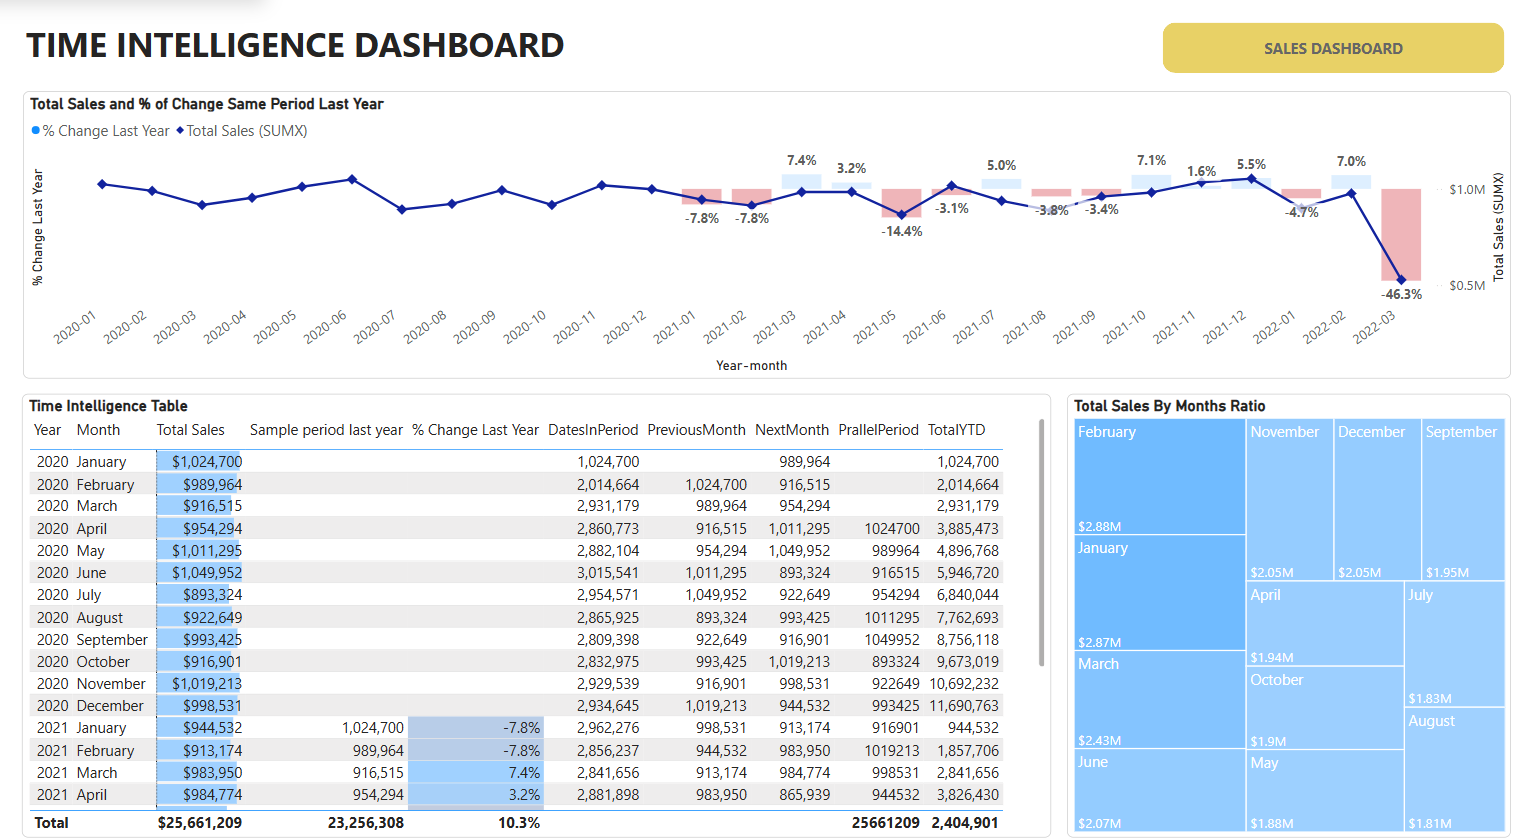 TIME INTELLIGENCE DASHBOARD
SALES DASHBOARD
Total Sales and % of Change Same Period Last Year
% Change Last Year Total Sales (SUMX)
% Change Last Year
7.4%
3.2%
5.0%
7.1%
1.6%
5.5%
7.0%
-7.8%
-7.8%
-14.4%
-3.1%
-3.8%
-3.4%
-4.7%
-46.3%
$1.0M
$0.5M
Total Sales (SUMX)
2020-01
2020-02
2020-03
2020-04
2020-05
2020-06
2020-07
2020-08
2020-09
2020-10
2020-11
2020-12
2021-01
2021-02
2021-03
2021-04
2021-05
2021-06
2021-07
2021-08
2021-09
2021-10
2021-11
2021-12
2022-01
2022-02
2022-03
Year-month
Time Intelligence Table
Year Month Total Sales Sample period last year % Change Last Year DatesInPeriod PreviousMonth NextMonth PrallelPeriod TotalYTD
2020 January $1,024,700 1,024,700 989,964 1,024,700
2020 February $989,964 2,014,664 1,024,700 916,515 2,014,664
2020 March $916,515 2,931,179 989,964 954,294 2,931,179
2020 April $954,294 2,860,773 916,515 1,011,295 1024700 3,885,473
2020 May $1,011,295 2,882,104 954,294 1,049,952 989964 4,896,768
2020 June $1,049,952 3,015,541 1,011,295 893,324 916515 5,946,720
2020 July $893,324 2,954,571 1,049,952 922,649 954294 6,840,044
2020 August $922,649 2,865,925 893,324 993,425 1011295 7,762,693
2020 September $993,425 2,809,398 922,649 916,901 1049952 8,756,118
2020 October $916,901 2,832,975 993,425 1,019,213 893324 9,673,019
2020 November $1,019,213 2,929,539 916,901 998,531 922649 10,692,232
2020 December $998,531 2,934,645 1,019,213 944,532 993425 11,690,763
2021 January $944,532 1,024,700 -7.8% 2,962,276 998,531 913,174 916901 944,532
2021 February $913,174 989,964 -7.8% 2,856,237 944,532 983,950 1019213 1,857,706
2021 March $983,950 916,515 7.4% 2,841,656 913,174 984,774 998531 2,841,656
2021 April $984,774 954,294 3.2% 2,881,898 983,950 865,939 944532 3,826,430
Total $25,661,209 23,256,308 10.3% 25661209 2,404,901
Total Sales By Months Ratio
February
$2.88M
January
$2.87M
March
$2.43M
June
$2.07M
November
$2.05M
December
$2.05M
September
$1.95M
April
$1.94M
October
$1.9M
May
$1.88M
July
$1.83M
August
$1.81M